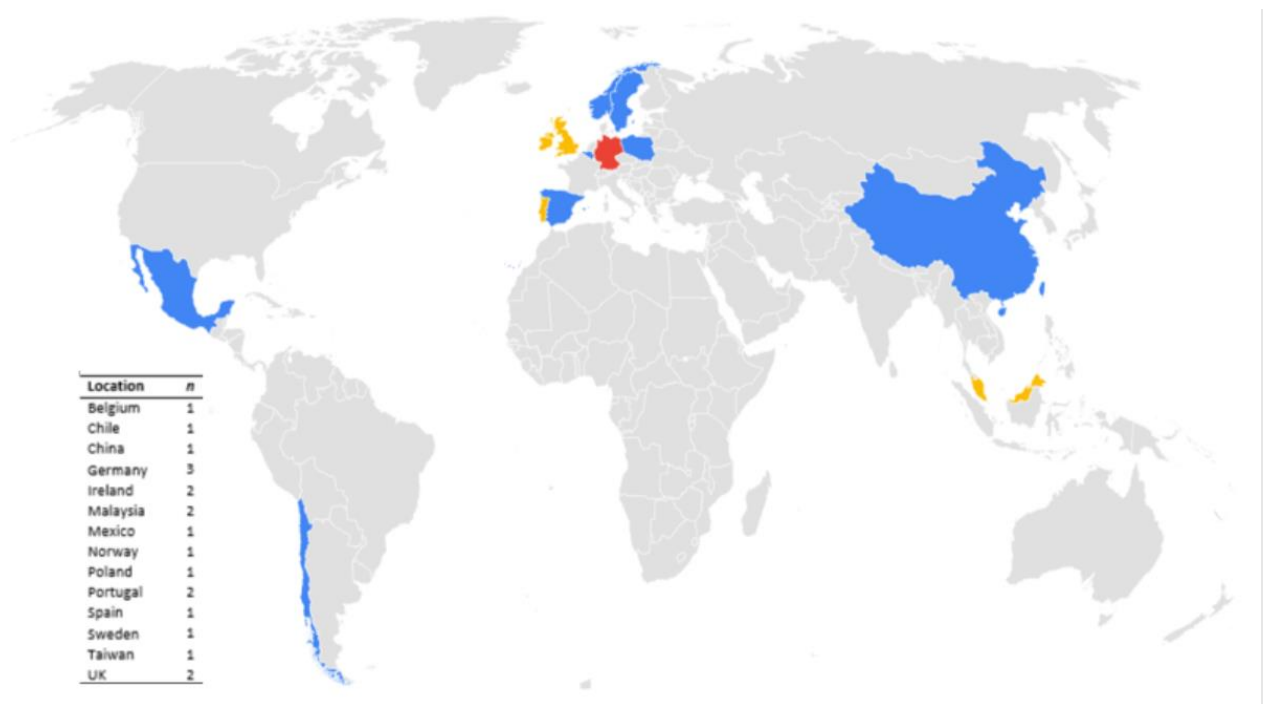 Location n
Belgium 1
Chile 1
China 1
Germany 3
Ireland 2
Malaysia 2
Mexico 1
Norway 1
Poland 1
Portugal 2
Spain 1
Sweden 1
Taiwan 1
UK 2